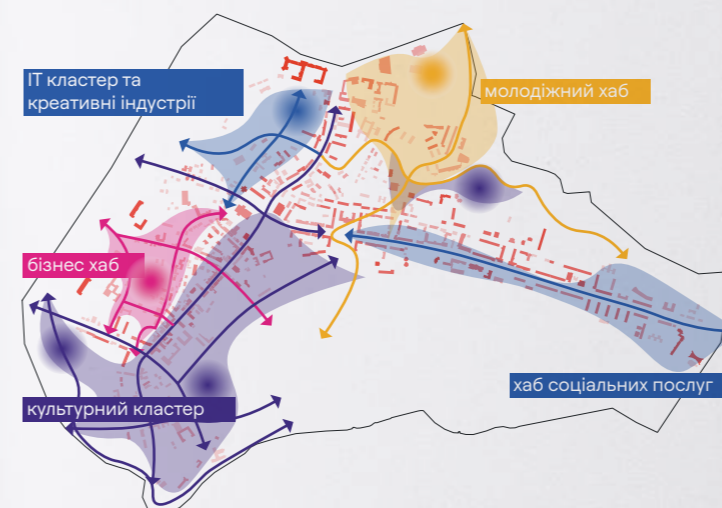 ІТ кластер та
креативні індустрії
молодіжний хаб
бізнес хаб
хаб соціальних послуг
культурний кластер